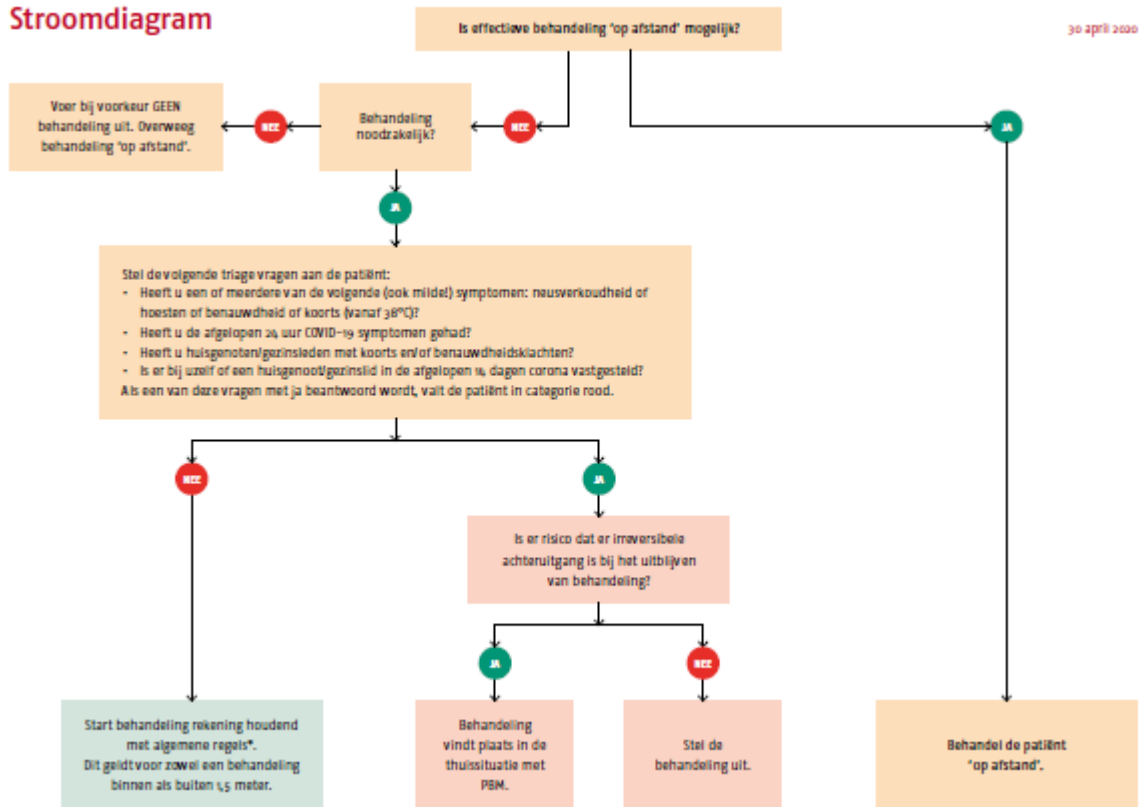 Stroomdiagram
30 april 2020
Is effectieve behandeling "op afstand" mogelijk?
Voer bij voorkeur GEEN
behandeling uit. Overweeg
behandeling "op afstand".
NEE
Behandeling
noodzakelijk?
NEE
JA
JA
Stel de volgende triage vragen aan de patiënt:
- Heeft u een of meerdere van de volgende (ook milde!) symptomen: neusverkoudheid of
hoesten of benauwdheid of koorts (vanaf 38°C)?
- Heeft u de afgelopen 24 uur COVID-19 symptomen gehad?
- Heeft u huisgenoten/gezinsleden met koorts en/of benauwdheidsklachten?
- Is er bij uzelf of een huisgenoot/gezinslid in de afgelopen 14 dagen corona vastgesteld?
Als een van deze vragen met ja beantwoord wordt, valt de patiënt in categorie rood.
NEE
JA
Is er risico dat er irreversibele
achteruitgang is bij het uitblijven
van behandeling?
JA
NEE
Start behandeling rekening houdend
met algemene regels*.
Dit geldt voor zowel een behandeling
binnen als buiten 1,5 meter.
Behandeling
vindt plaats in de
thuissituatie met
PBM.
Stel de
behandeling uit.
Behandel de patiënt
"op afstand".